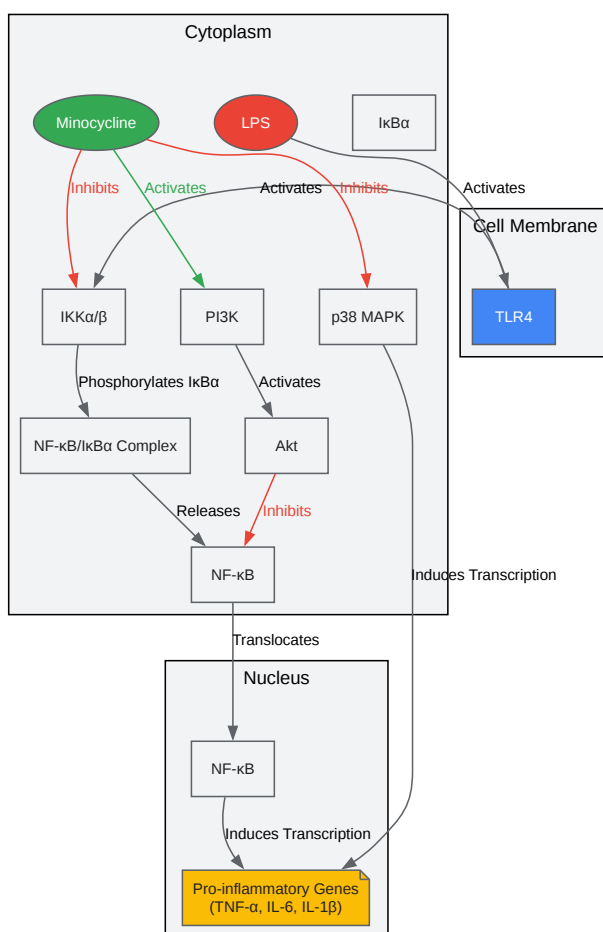 Cytoplasm
Minocycline
LPS
IκBα
Inhibits
Activates
Activates
Inhibits
Activates
Cell Membrane
IKKα/β
PI3K
p38 MAPK
TLR4
Phosphorylates IκBα
Activates
NF-κB/IκBα Complex
Akt
Releases
Inhibits
NF-κB
Induces Transcription
Translocates
Nucleus
NF-κB
Induces Transcription
Pro-inflammatory Genes
(TNF-α, IL-6, IL-1β)